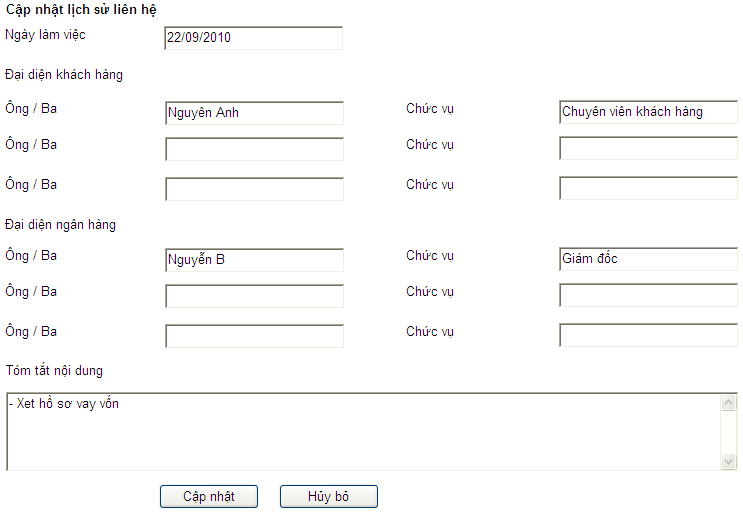 Cập nhật lịch sử liên hệ
Ngày làm việc 22/09/2010
Đại diện khách hàng
Ông / Ba Nguyên Anh Chức vụ Chuyên viên khách hàng
Ông / Ba Chức vụ
Ông / Ba Chức vụ
Đại diện ngân hàng
Ông / Ba Nguyễn B Chức vụ Giám đốc
Ông / Ba Chức vụ
Ông / Ba Chức vụ
Tóm tắt nội dung
- Xet hồ sơ vay vốn
Cập nhật Hủy bỏ